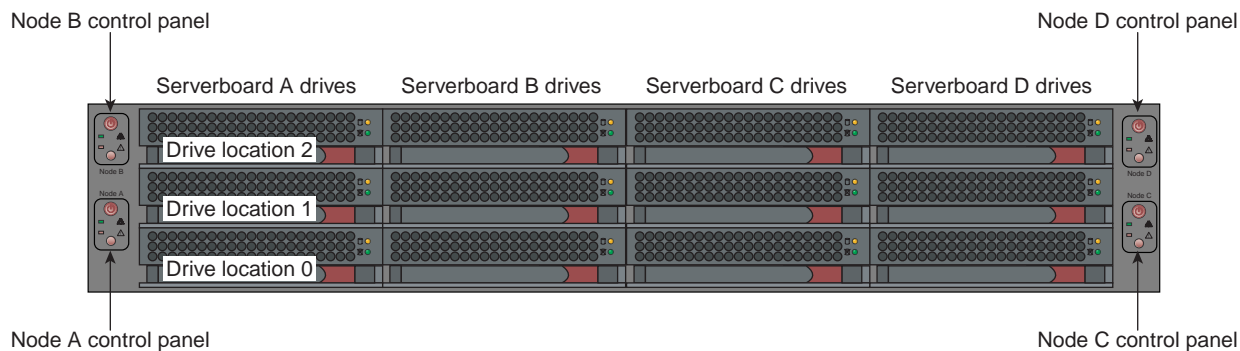 Node B control panel
Node D control panel
Serverboard A drives
Serverboard B drives
Serverboard C drives
Serverboard D drives
Drive location 2
Node B
Node D
Node A
Node C
Drive location 1
Drive location 0
Node A control panel
Node C control panel